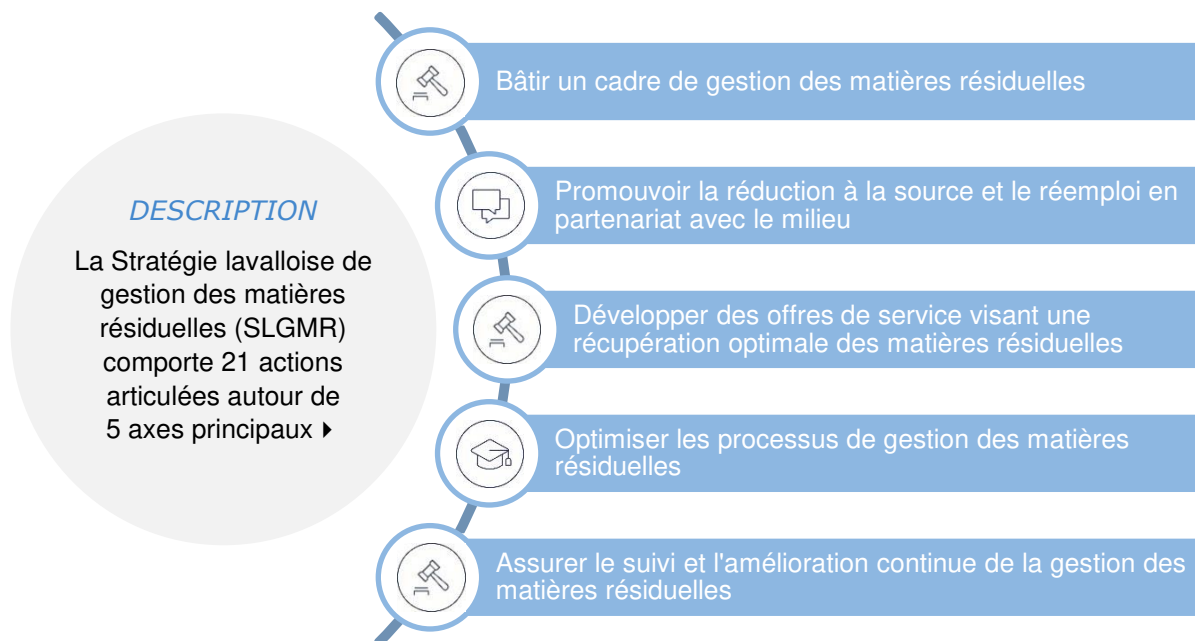 DESCRIPTION
La Stratégie lavalloise de
gestion des matières
résiduelles (SLGMR)
comporte 21 actions
articulées autour de
5 axes principaux
Bâtir un cadre de gestion des matières résiduelles
Promouvoir la réduction à la source et le réemploi en
partenariat avec le milieu
Développer des offres de service visant une
récupération optimale des matières résiduelles
Optimiser les processus de gestion des matières
résiduelles
Assurer le suivi et l'amélioration continue de la gestion des
matières résiduelles